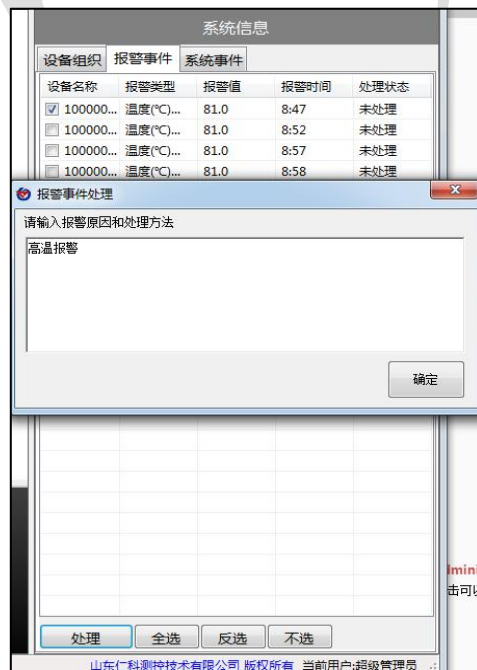 系统信息
设备组织 报警事件 系统事件
设备名称 报警类型 报警值 报警时间 处理状态
100000... 温度(℃)... 81.0 8:47 未处理
100000... 温度(℃)... 81.0 8:52 未处理
100000... 温度(℃)... 81.0 8:57 未处理
100000... 温度(℃)... 81.0 8:58 未处理
报警事件处理
请输入报警原因和处理方法
高温报警
确定
处理 全选 反选 不选
山东仁科测控技术有限公司 版权所有 当前用户:超级管理员